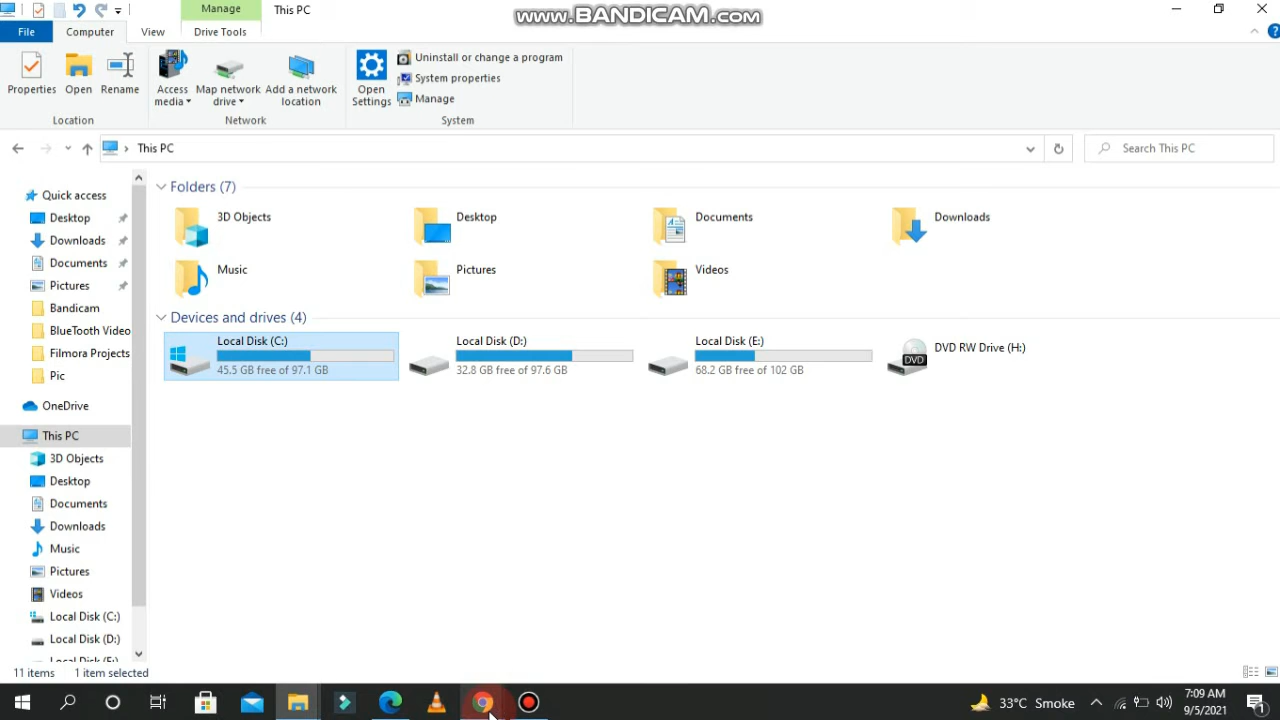 Manage
This PC
www.BANDICAM.com
File
Computer
View
Drive Tools
Properties
Open
Rename
Access media
Map network drive
Add a network location
Open Settings
Uninstall or change a program
System properties
Manage
Location
Network
System
This PC
Search This PC
Quick access
Desktop
Downloads
Documents
Pictures
Bandicam
BlueTooth Video
Filmora Projects
Pic
OneDrive
This PC
3D Objects
Desktop
Documents
Downloads
Music
Pictures
Videos
Local Disk (C:)
Local Disk (D:)
Local Disk (E:)
Folders (7)
3D Objects
Desktop
Documents
Downloads
Music
Pictures
Videos
Devices and drives (4)
Local Disk (C:)
45.5 GB free of 97.1 GB
Local Disk (D:)
32.8 GB free of 97.6 GB
Local Disk (E:)
68.2 GB free of 102 GB
DVD
DVD RW Drive (H:)
11 items
1 item selected
33°C Smoke
7:09 AM
9/5/2021
1